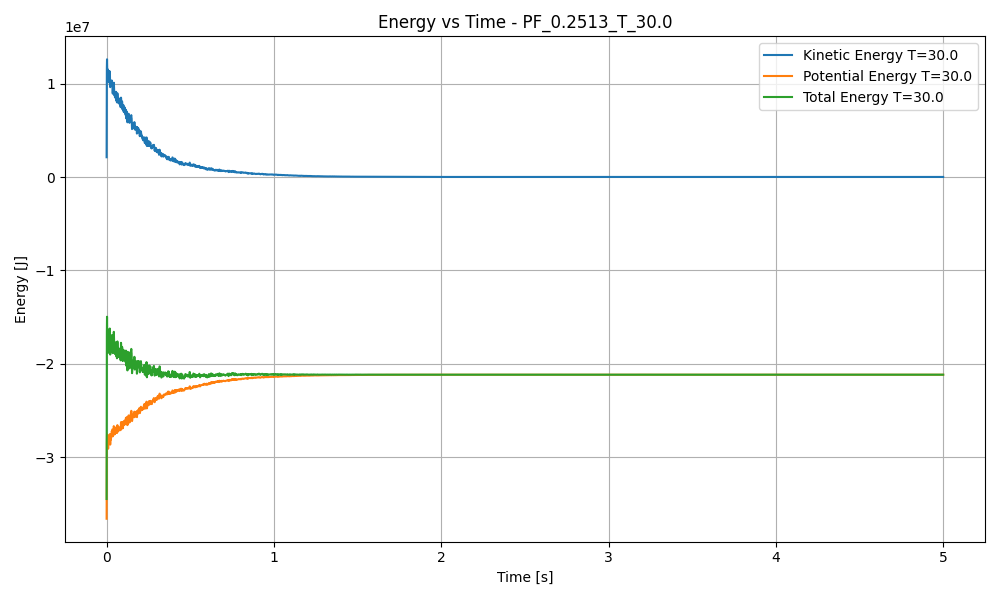 Energy vs Time - PF_0.2513_T_30.0
1e7
Kinetic Energy T=30.0
Potential Energy T=30.0
Total Energy T=30.0
1
0
−1
−2
−3
Energy [J]
0 1 2 3 4 5
Time [s]